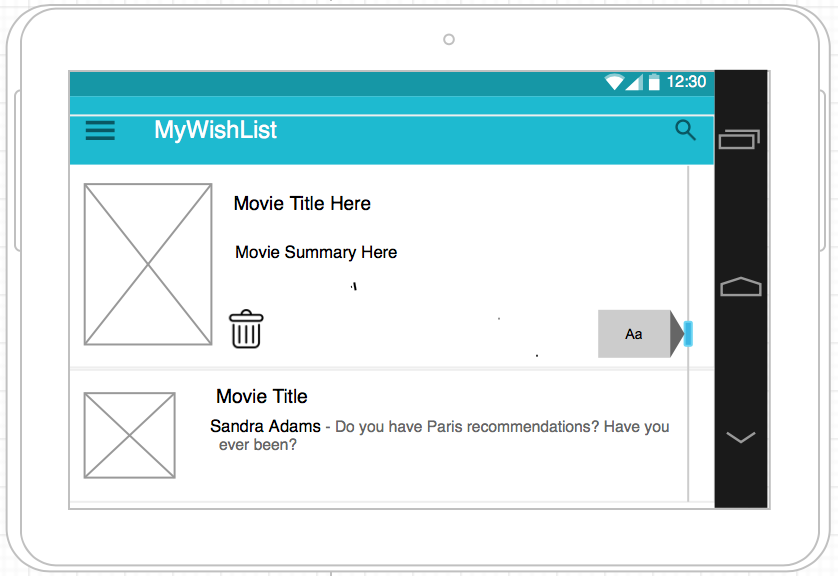 12:30
MyWishList
Movie Title Here
Movie Summary Here
Aa
Movie Title
Sandra Adams - Do you have Paris recommendations? Have you
ever been?